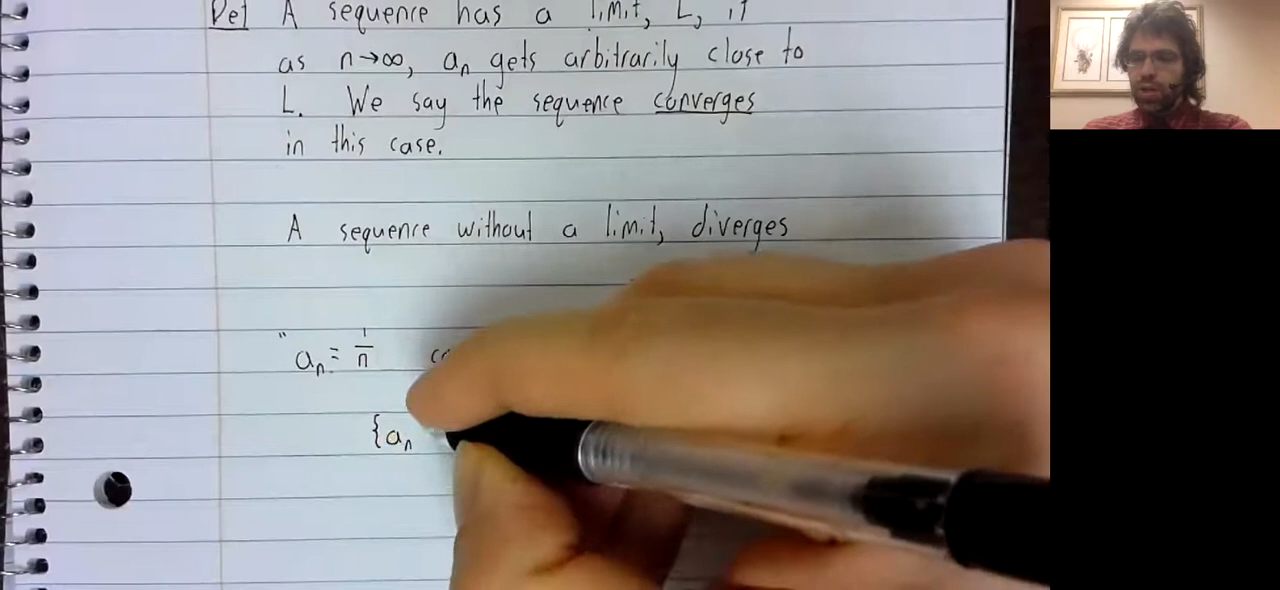 Def A sequence has a limit, L, if
as n→∞, aₙ gets arbitrarily close to
L. We say the sequence converges
in this case.
A sequence without a limit, diverges
" aₙ = 1/n
{aₙ